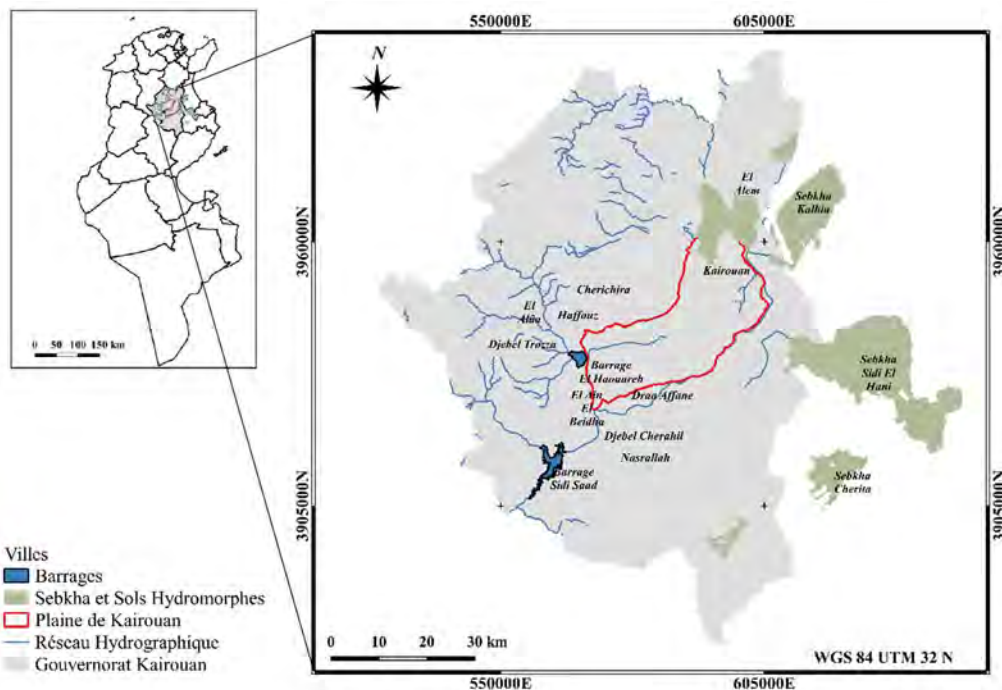 550000E
605000E
N
El
Alem
Sebkha
Kalbia
3960000N
3960000N
Kairouan
Cherichira
El
Haffouz
Djebel Trozza
Barrage
El Haouareb
Sebkha
Sidi El
Hani
El Ain
Draa Affane
El
Beidha
Djebel Cherahil
Nasrallah
Barrage
Sidi Saad
Sebkha
Cherita
3905000N
3905000N
0 50 100 150 km
Villes
Barrages
Sebkha et Sols Hydromorphes
Plaine de Kairouan
Réseau Hydrographique
Gouvernorat Kairouan
0 10 20 30 km
WGS 84 UTM 32 N
550000E
605000E